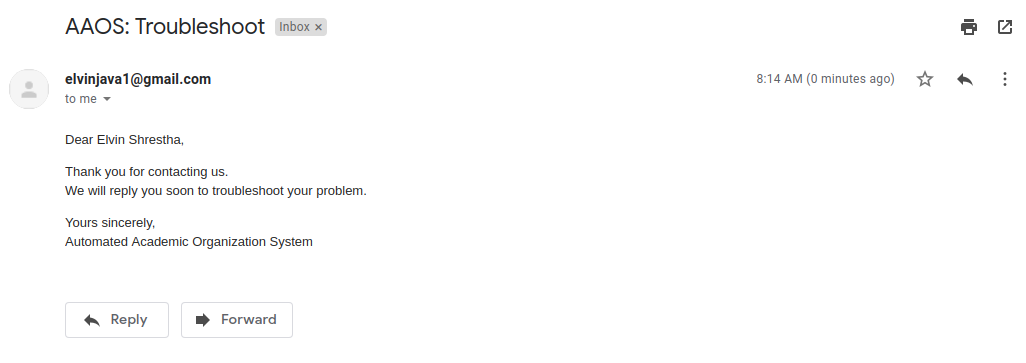 AAOS: Troubleshoot Inbox ×
elvinjava1@gmail.com 8:14 AM (0 minutes ago)
to me
Dear Elvin Shrestha,
Thank you for contacting us.
We will reply you soon to troubleshoot your problem.
Yours sincerely,
Automated Academic Organization System
Reply Forward